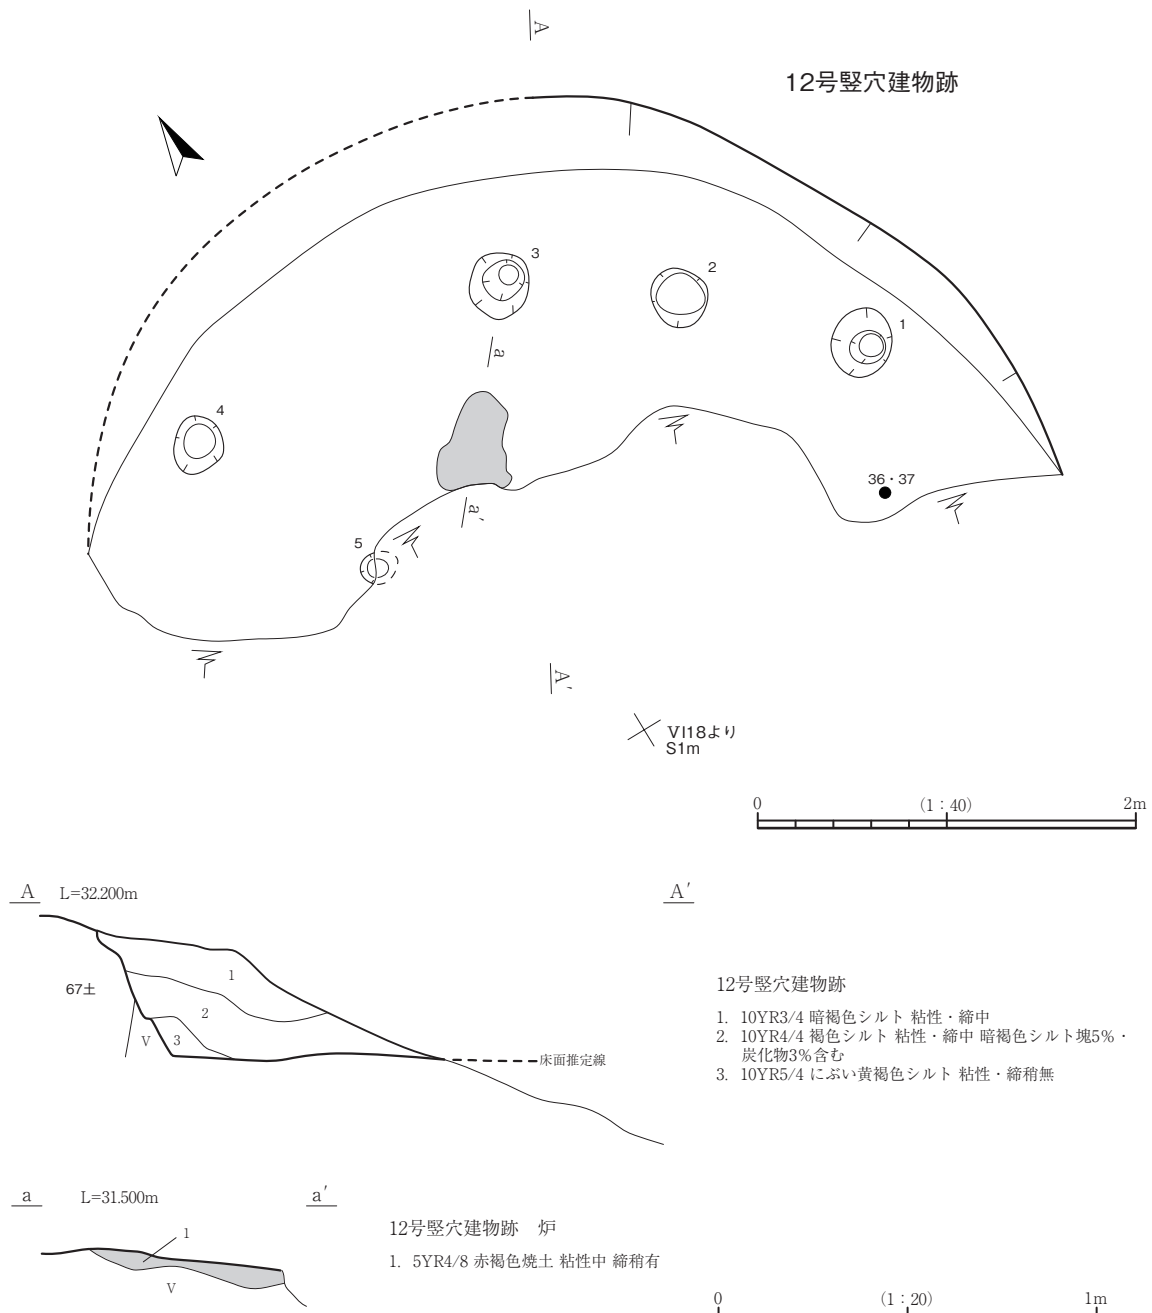 A
12号竪穴建物跡
3
2
1
a
4
36・37
a′
5
A′
VI18より
S1m
0 (1:40) 2m
A L=32.200m A′
1
67土
2
V 3
床面推定線
12号竪穴建物跡
1. 10YR3/4 暗褐色シルト 粘性・締中
2. 10YR4/4 褐色シルト 粘性・締中 暗褐色シルト塊5%・
炭化物3%含む
3. 10YR5/4 にぶい黄褐色シルト 粘性・締稍無
a L=31.500m a′
1
V
12号竪穴建物跡 炉
1. 5YR4/8 赤褐色焼土 粘性中 締稍有
0 (1:20) 1m